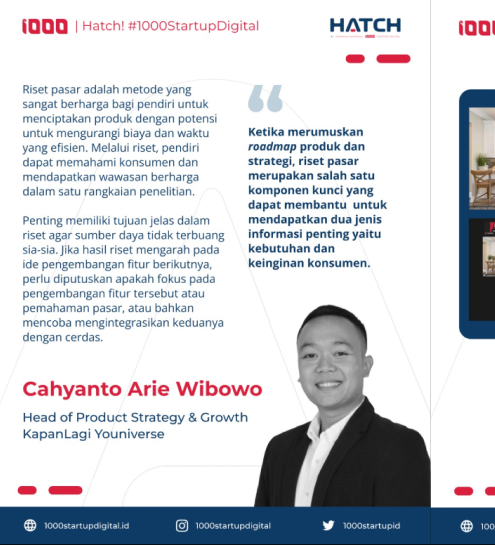 1000 | Hatch! #1000StartupDigital
HATCH
Riset pasar adalah metode yang
sangat berharga bagi pendiri untuk
menciptakan produk dengan potensi
untuk mengurangi biaya dan waktu
yang efisien. Melalui riset, pendiri
dapat memahami konsumen dan
mendapatkan wawasan berharga
dalam satu rangkaian penelitian.
Penting memiliki tujuan jelas dalam
riset agar sumber daya tidak terbuang
sia-sia. Jika hasil riset mengarah pada
ide pengembangan fitur berikutnya,
perlu diputuskan apakah fokus pada
pengembangan fitur tersebut atau
pemahaman pasar, atau bahkan
mencoba mengintegrasikan keduanya
dengan cerdas.
“
Ketika merumuskan
roadmap produk dan
strategi, riset pasar
merupakan salah satu
komponen kunci yang
dapat membantu untuk
mendapatkan dua jenis
informasi penting yaitu
kebutuhan dan
keinginan konsumen.
Cahyanto Arie Wibowo
Head of Product Strategy & Growth
KapanLagi Youniverse
1000startupdigital.id
1000startupdigital
1000startupid